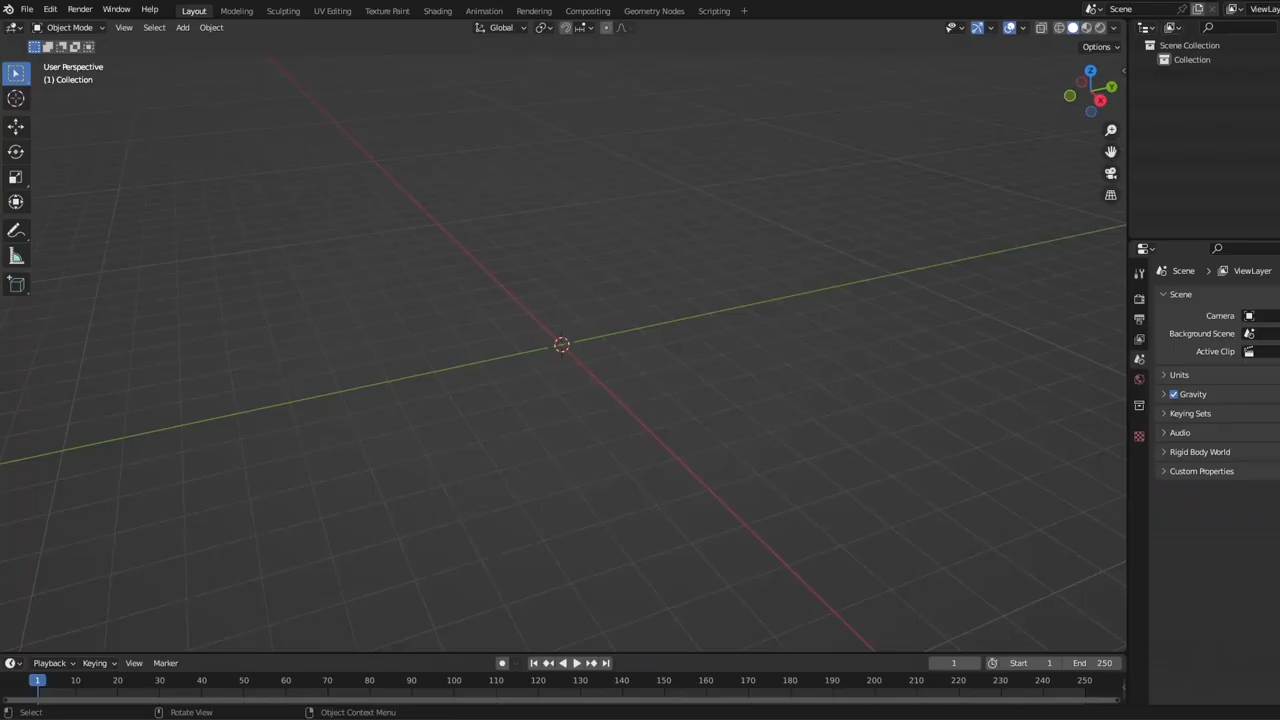 File Edit Render Window Help Layout Modeling Sculpting UV Editing Texture Paint Shading Animation Rendering Compositing Geometry Nodes Scripting + Scene
Object Mode View Select Add Object Global
Options
User Perspective
(1) Collection
Z
Y
X
Scene Collection
Collection
Scene > ViewLayer
Scene
Camera
Background Scene
Active Clip
Units
Gravity
Keying Sets
Audio
Rigid Body World
Custom Properties
Playback Keying View Marker 1 Start 1 End 250
1 10 20 30 40 50 60 70 80 90 100 110 120 130 140 150 160 170 180 190 200 210 220 230 240 250
Select Rotate View Object Context Menu